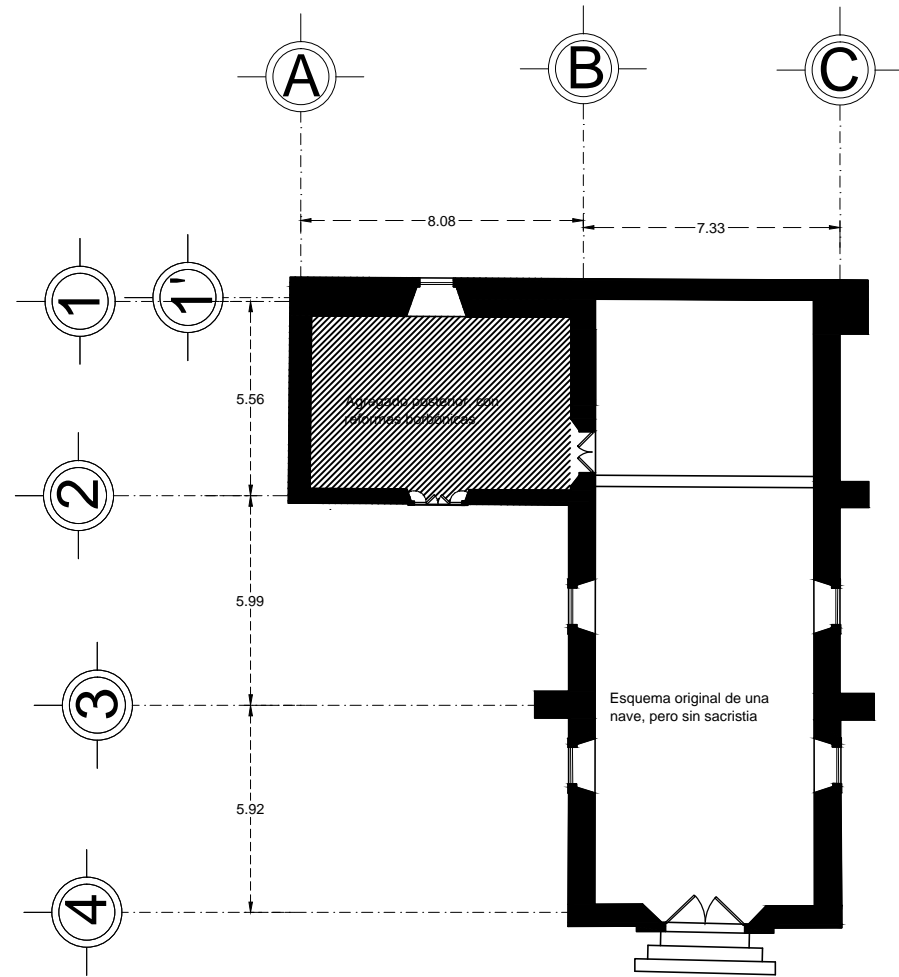 A
B
C
8.08
7.33
1
1'
5.56
Agregado posterior, con
reformas borbónicas
2
5.99
3
Esquema original de una
nave, pero sin sacristia
5.92
4